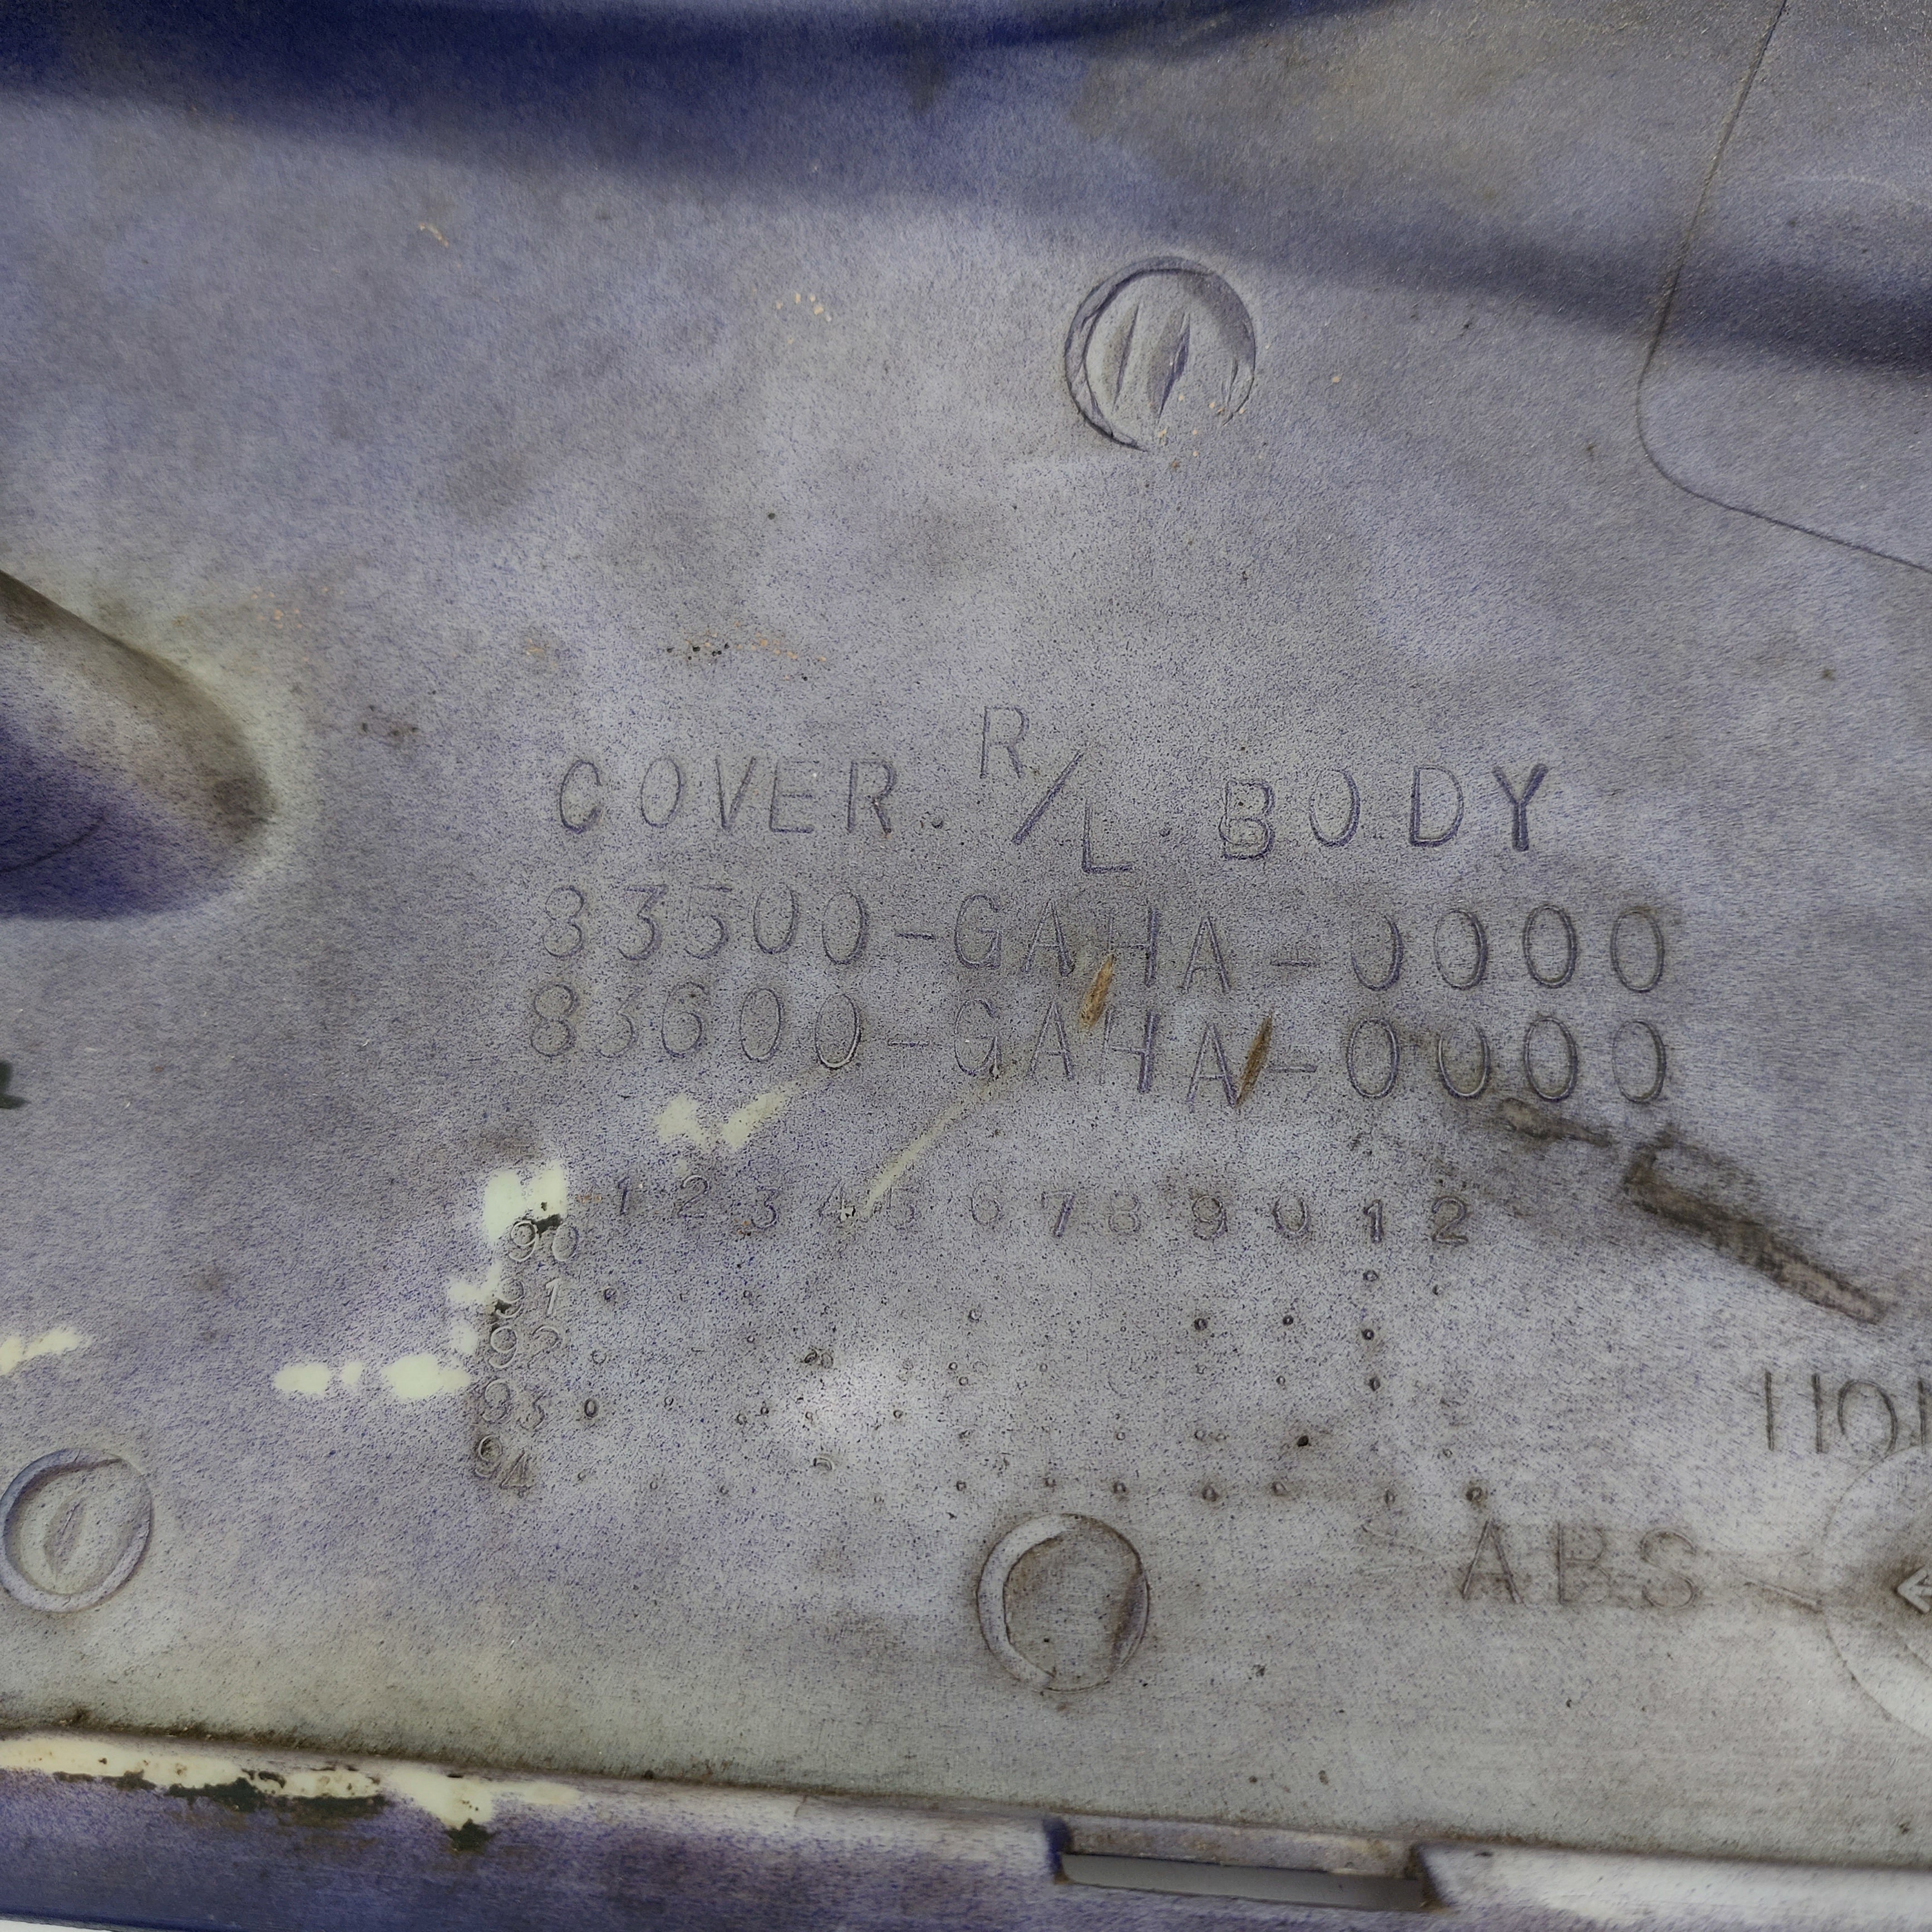 COVER. R/L. BODY
83500-GAHA-0000
83600-GAHA-0000
1 2 3 4 5 6 7 8 9 0 1 2
90
91
92
93
94
ABS